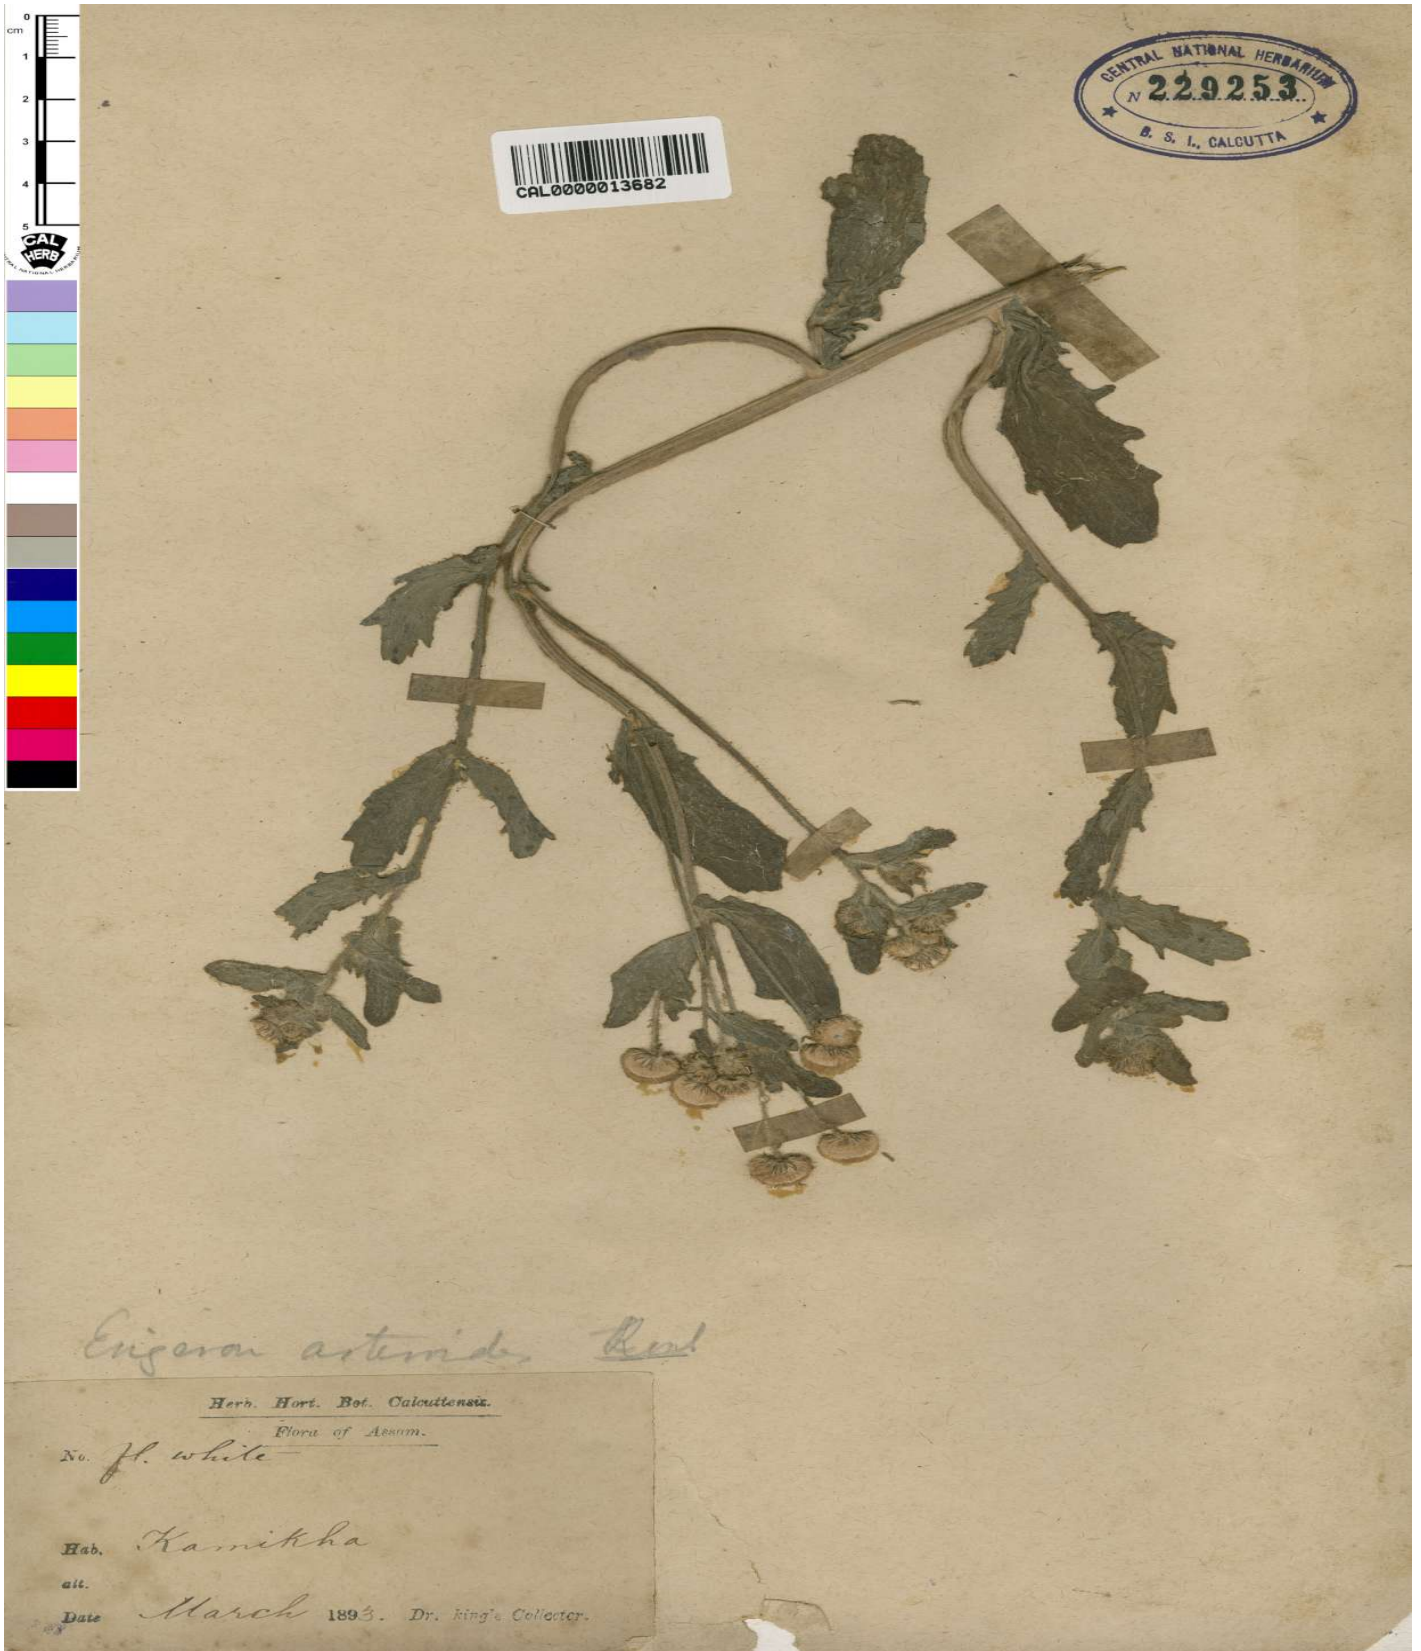 0
cm
1
2
3
4
5
CAL
HERB
CENTRAL NATIONAL HERBARIUM
N 229253
B. S. I., CALCUTTA
CAL0000013682
Erigeron asteroides Roxb
Herb. Hort. Bot. Calcuttensis.
Flora of Assam.
No. fl. white
Hab. Kamikha
alt.
Date March 1893. Dr. King's Collector.